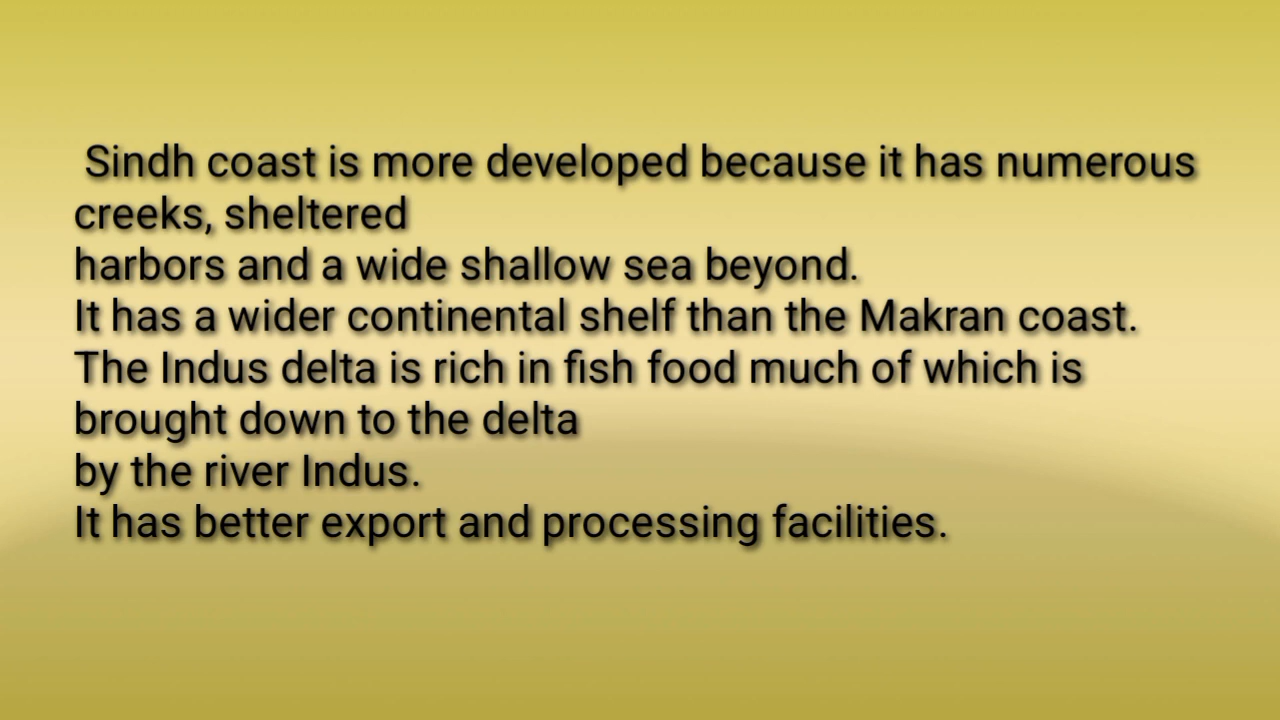 Sindh coast is more developed because it has numerous
creeks, sheltered
harbors and a wide shallow sea beyond.
It has a wider continental shelf than the Makran coast.
The Indus delta is rich in fish food much of which is
brought down to the delta
by the river Indus.
It has better export and processing facilities.